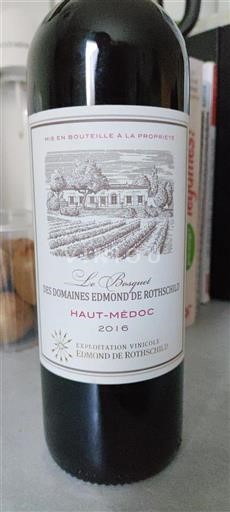 MIS EN BOUTEILLE À LA PROPRIÉTÉ
Le Bosquet
DES DOMAINES EDMOND DE ROTHSCHILD
HAUT-MÉDOC
2016
EXPLOITATION VINICOLE
EDMOND DE ROTHSCHILD